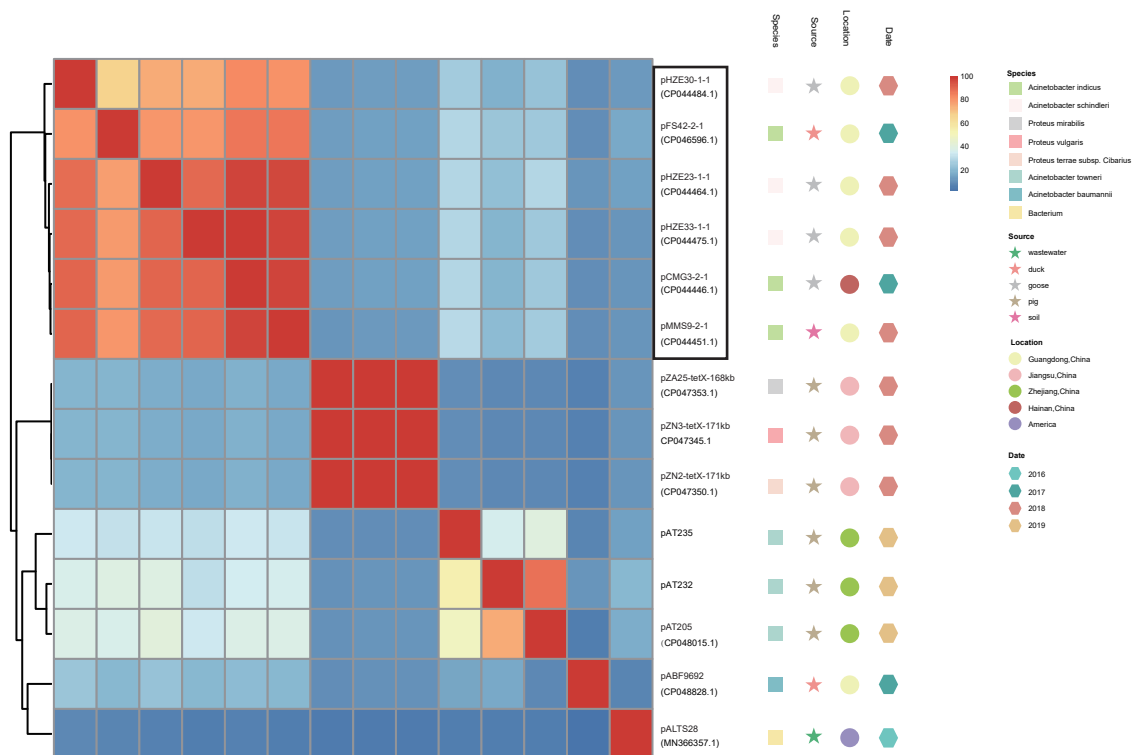 Species
Source
Location
Date
pHZE30-1-1
(CP044484.1)
pFS42-2-1
(CP046596.1)
pHZE23-1-1
(CP044464.1)
pHZE33-1-1
(CP044475.1)
pCMG3-2-1
(CP044446.1)
pMMS9-2-1
(CP044451.1)
pZA25-tetX-168kb
(CP047353.1)
pZN3-tetX-171kb
CP047345.1
pZN2-tetX-171kb
(CP047350.1)
pAT235
pAT232
pAT205
(CP048015.1)
pABF9692
(CP048828.1)
pALTS28
(MN366357.1)
100
80
60
40
20
Species
Acinetobacter indicus
Acinetobacter schindleri
Proteus mirabilis
Proteus vulgaris
Proteus terrae subsp. Cibarius
Acinetobacter towneri
Acinetobacter baumannii
Bacterium
Source
wastewater
duck
goose
pig
soil
Location
Guangdong,China
Jiangsu,China
Zhejiang,China
Hainan,China
America
Date
2016
2017
2018
2019